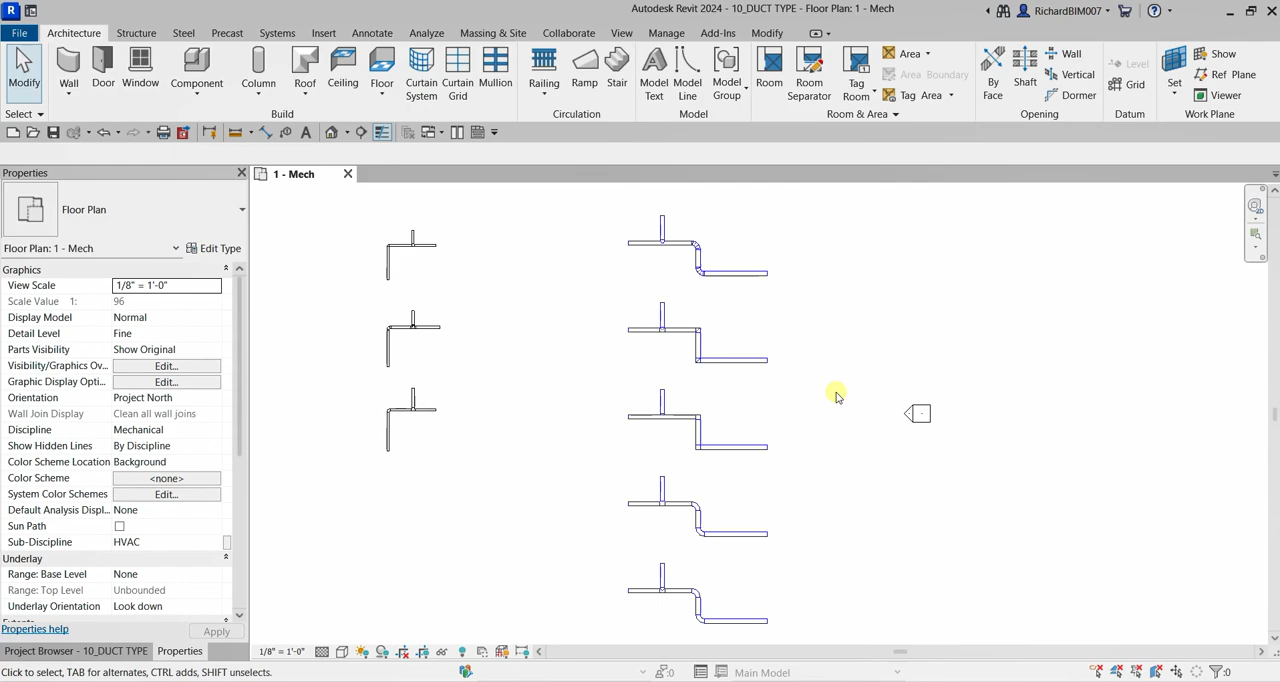 Autodesk Revit 2024 - 10_DUCT TYPE - Floor Plan: 1 - Mech
RichardBIM007
File Architecture Structure Steel Precast Systems Insert Annotate Analyze Massing & Site Collaborate View Manage Add-Ins Modify
Modify Wall Door Window Component Column Roof Ceiling Floor Curtain System Curtain Grid Mullion Railing Ramp Stair Model Text Model Line Model Group Room Room Separator Tag Room Area Area Boundary Tag Area By Face Shaft Wall Vertical Dormer Level Grid Set Show Ref Plane Viewer
Select Build Circulation Model Room & Area Opening Datum Work Plane
Properties
1 - Mech
Floor Plan
Floor Plan: 1 - Mech Edit Type
Graphics
View Scale 1/8" = 1'-0"
Scale Value 1: 96
Display Model Normal
Detail Level Fine
Parts Visibility Show Original
Visibility/Graphics Ov... Edit...
Graphic Display Opti... Edit...
Orientation Project North
Wall Join Display Clean all wall joins
Discipline Mechanical
Show Hidden Lines By Discipline
Color Scheme Location Background
Color Scheme <none>
System Color Schemes Edit...
Default Analysis Displ... None
Sun Path
Sub-Discipline HVAC
Underlay
Range: Base Level None
Range: Top Level Unbounded
Underlay Orientation Look down
Properties help Apply
Project Browser - 10_DUCT TYPE Properties 1/8" = 1'-0"
Click to select, TAB for alternates, CTRL adds, SHIFT unselects. :0 Main Model :0